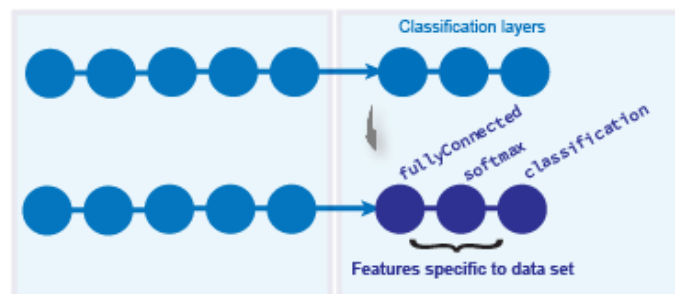 Classification layers
fullyConnected
softmax
classification
Features specific to data set